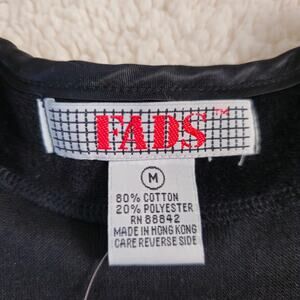 FADS™
M
80% COTTON
20% POLYESTER
RN 88842
MADE IN HONG KONG
CARE REVERSE SIDE